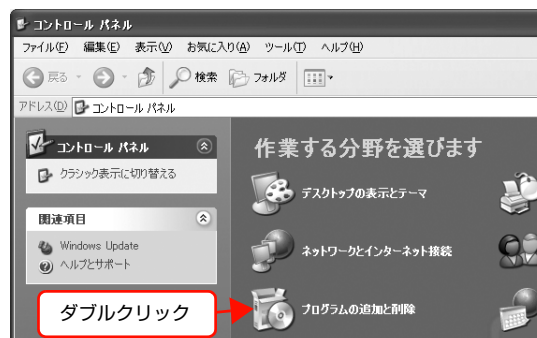 コントロール パネル
ファイル(F) 編集(E) 表示(V) お気に入り(A) ツール(T) ヘルプ(H)
戻る 検索 フォルダ
アドレス(D) コントロール パネル
コントロール パネル
クラシック表示に切り替える
関連項目
Windows Update
ヘルプとサポート
作業する分野を選びます
デスクトップの表示とテーマ
ネットワークとインターネット接続
プログラムの追加と削除
ダブルクリック